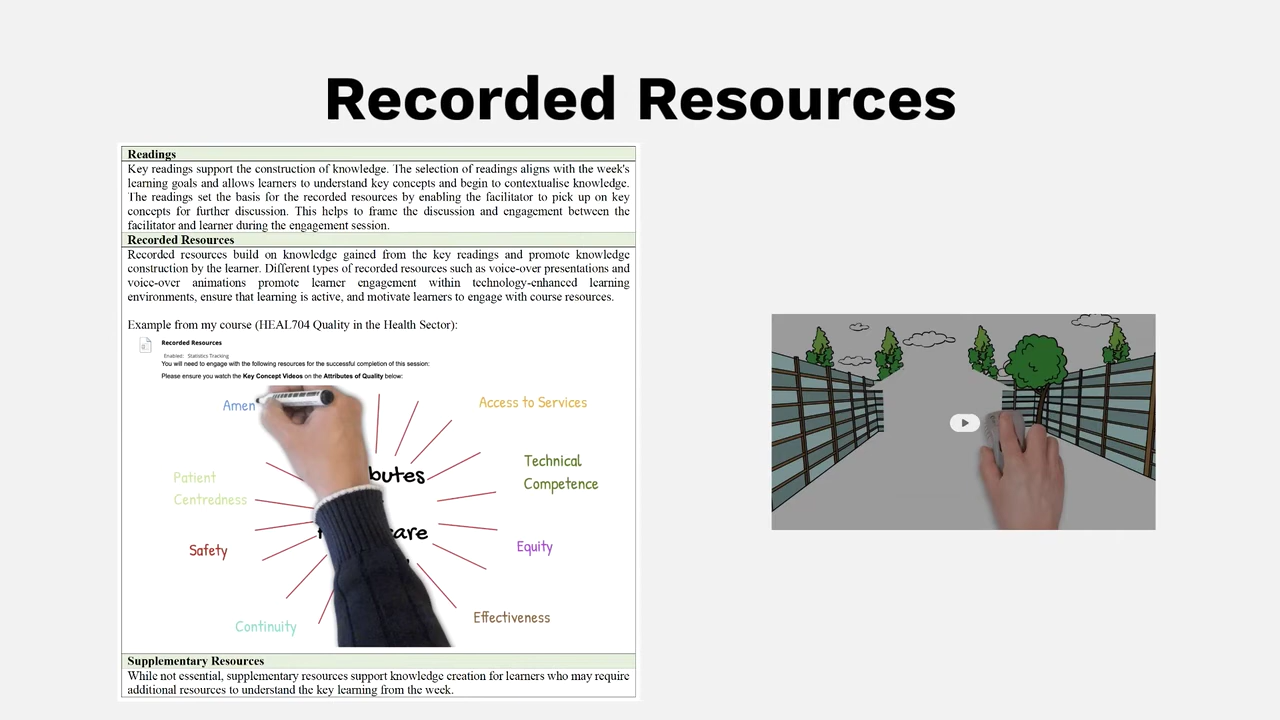 Recorded Resources
Readings
Key readings support the construction of knowledge. The selection of readings aligns with the week's
learning goals and allows learners to understand key concepts and begin to contextualise knowledge.
The readings set the basis for the recorded resources by enabling the facilitator to pick up on key
concepts for further discussion. This helps to frame the discussion and engagement between the
facilitator and learner during the engagement session.
Recorded Resources
Recorded resources build on knowledge gained from the key readings and promote knowledge
construction by the learner. Different types of recorded resources such as voice-over presentations and
voice-over animations promote learner engagement within technology-enhanced learning
environments, ensure that learning is active, and motivate learners to engage with course resources.
Example from my course (HEAL704 Quality in the Health Sector):
Recorded Resources
Enabled: Statistics Tracking
You will need to engage with the following resources for the successful completion of this session:
Please ensure you watch the Key Concept Videos on the Attributes of Quality below:
Amen
Access to Services
butes
Technical
Competence
Patient
Centredness
are
Safety
Equity
Effectiveness
Continuity
Supplementary Resources
While not essential, supplementary resources support knowledge creation for learners who may require
additional resources to understand the key learning from the week.